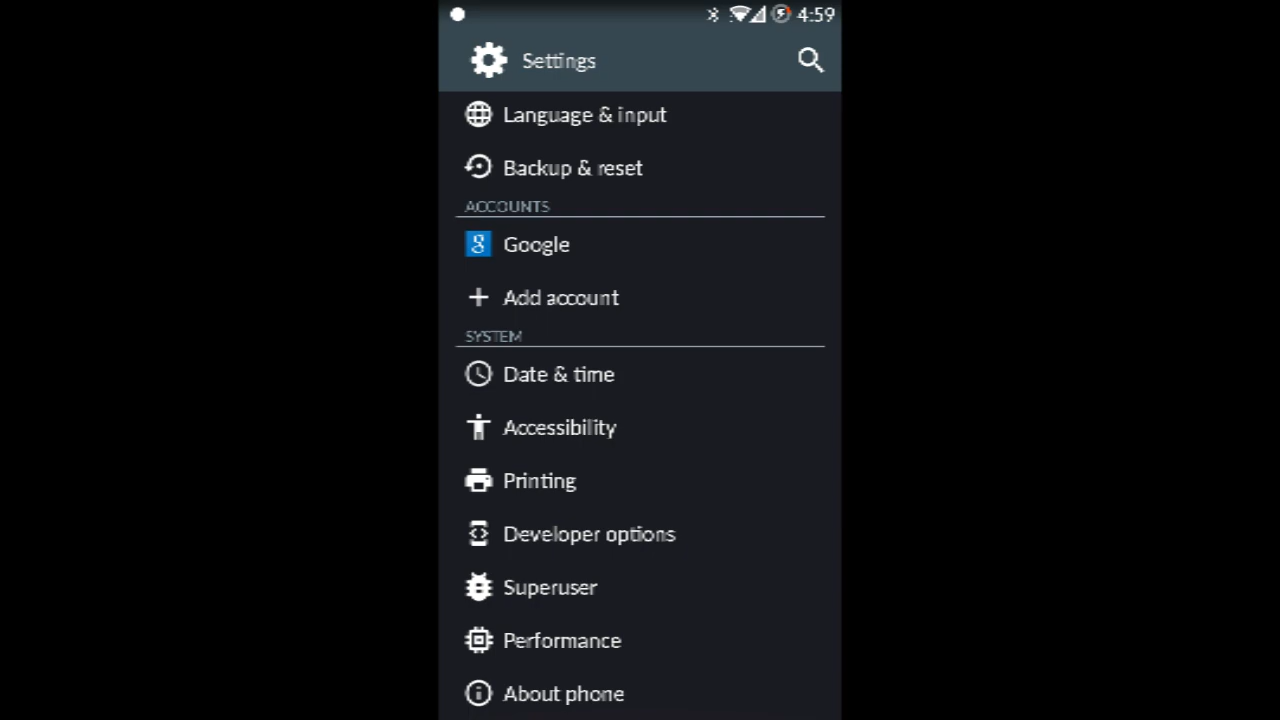 4:59
Settings
Language & input
Backup & reset
ACCOUNTS
Google
Add account
SYSTEM
Date & time
Accessibility
Printing
Developer options
Superuser
Performance
About phone